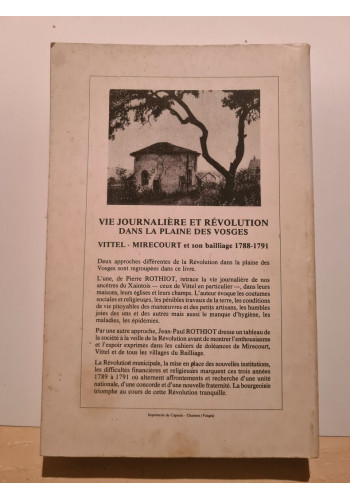 VIE JOURNALIÈRE ET RÉVOLUTION
DANS LA PLAINE DES VOSGES
VITTEL - MIRECOURT et son bailliage 1788-1791
Deux approches différentes de la Révolution dans la plaine des
Vosges sont regroupées dans ce livre.
L'une, de Pierre ROTHIOT, retrace la vie journalière de nos
ancêtres du Xaintois — ceux de Vittel en particulier —, dans leurs
maisons, leurs églises et leurs champs. L'auteur évoque les coutumes
sociales et religieuses, les pénibles travaux de la terre, les conditions
de vie pitoyables des manœuvres et des petits artisans, les humbles
joies des uns et des autres mais aussi le manque d'hygiène, les
maladies, les épidémies.
Par une autre approche, Jean-Paul ROTHIOT dresse un tableau de
la société à la veille de la Révolution avant de montrer l'enthousiasme
et l'espoir exprimés dans les cahiers de doléances de Mirecourt,
Vittel et de tous les villages du Bailliage.
La Révolution municipale, la mise en place des nouvelles institutions,
les difficultés financières et religieuses marquent ces trois années
1789 à 1791 où alternent affrontements et recherche d'une unité
nationale, d'une concorde et d'une nouvelle fraternité. La bourgeoisie
triomphe au cours de cette Révolution tranquille.
Imprimerie du Capucin - Charmes (Vosges)